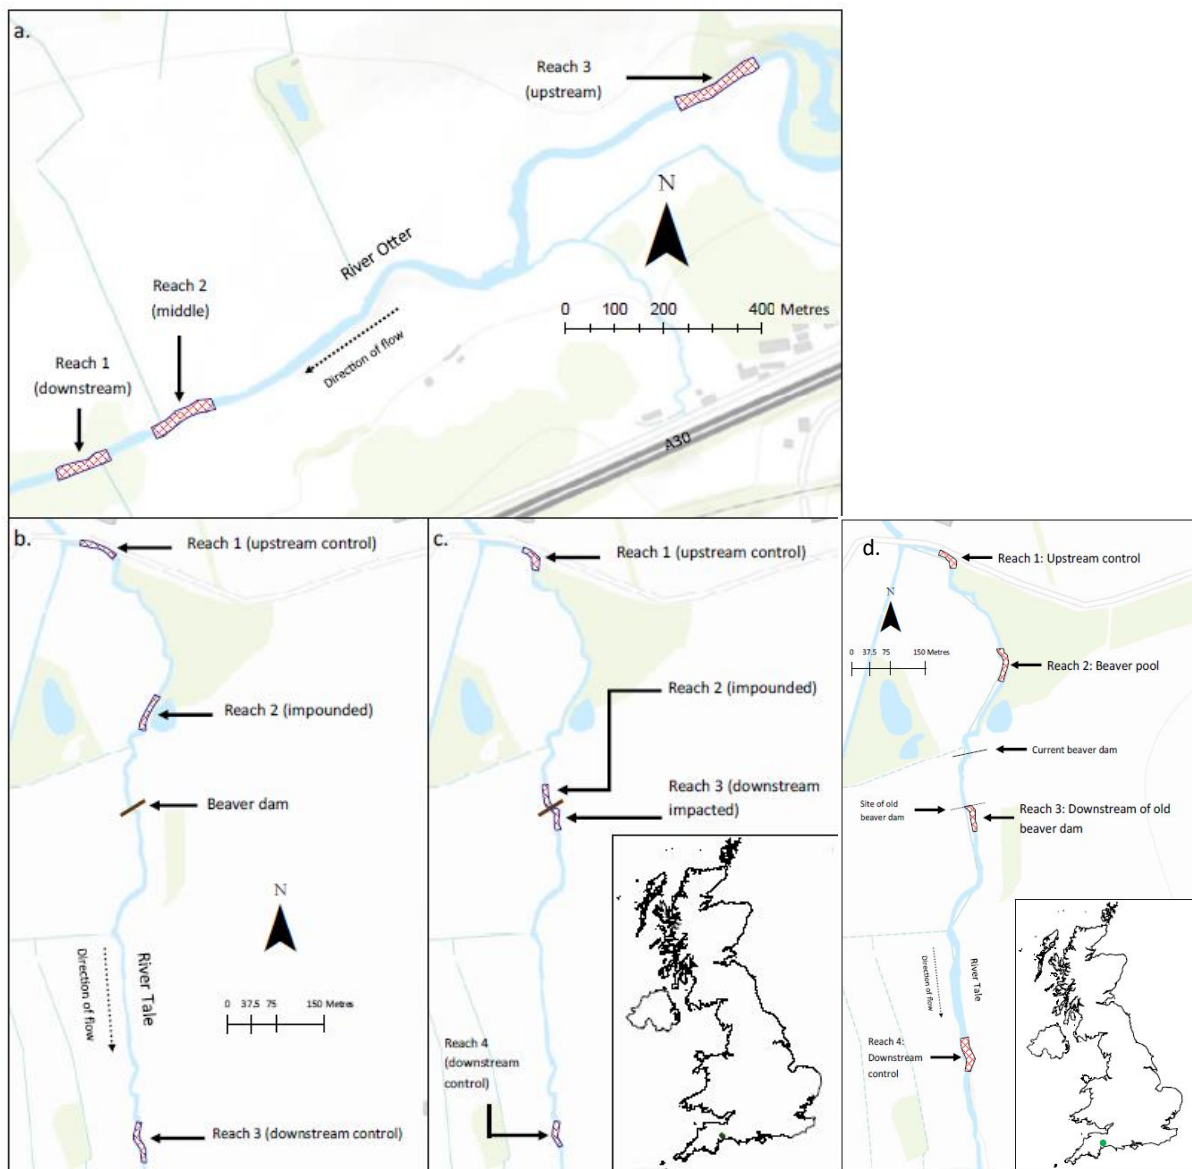 a.
Reach 3
(upstream)
N
River Otter
0 100 200 400 Metres
Reach 2
(middle)
Direction of flow
Reach 1
(downstream)
A30
b.
Reach 1 (upstream control)
Reach 2 (impounded)
Beaver dam
N
Direction of flow
River Tale
0 37.5 75 150 Metres
Reach 3 (downstream control)
c.
Reach 1 (upstream control)
Reach 2 (impounded)
Reach 3 (downstream
impacted)
Reach 4
(downstream
control)
d.
Reach 1: Upstream control
N
0 37.5 75 150 Metres
Reach 2: Beaver pool
Current beaver dam
Site of old
beaver dam
Reach 3: Downstream of old
beaver dam
Direction of flow
River Tale
Reach 4:
Downstream
control